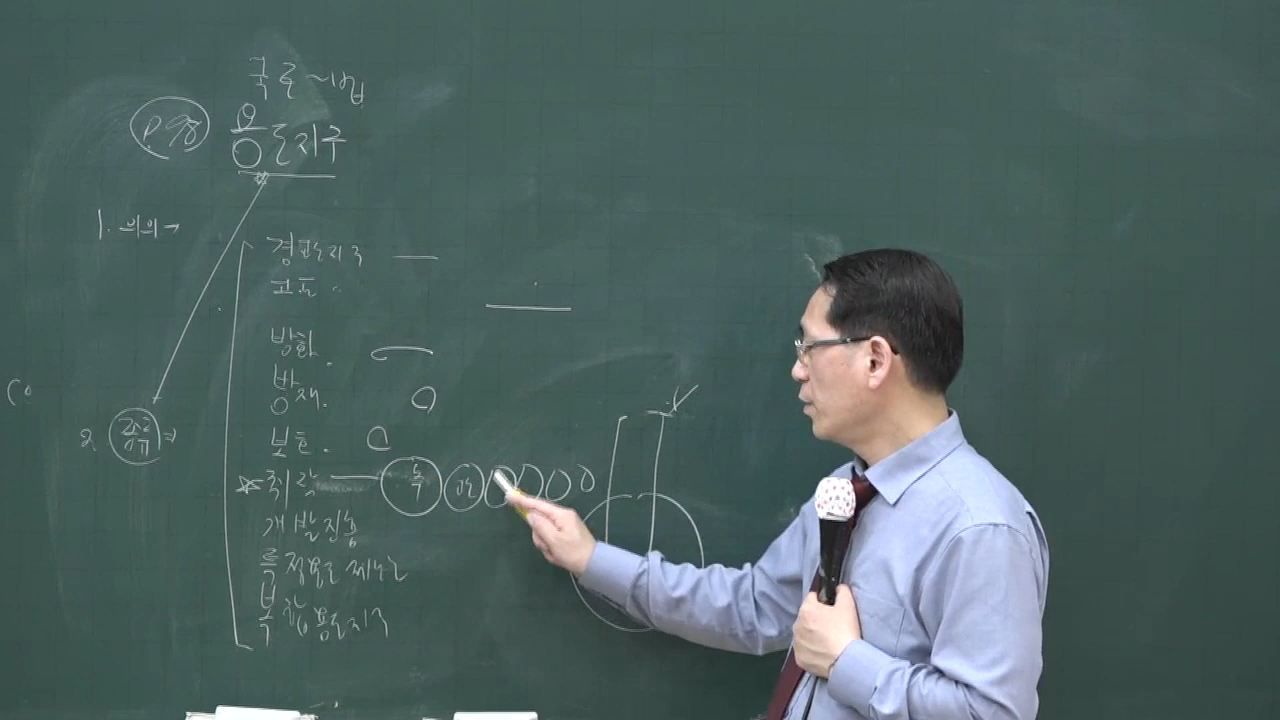 국토~법
P.98 용도지구
1. 의의→
경관지구 —
고도 〃
방화 〃
방재 〃
보호 〃
2. 종류⇒
☆취락 —
개발진흥
특정용도제한
복합용도지구